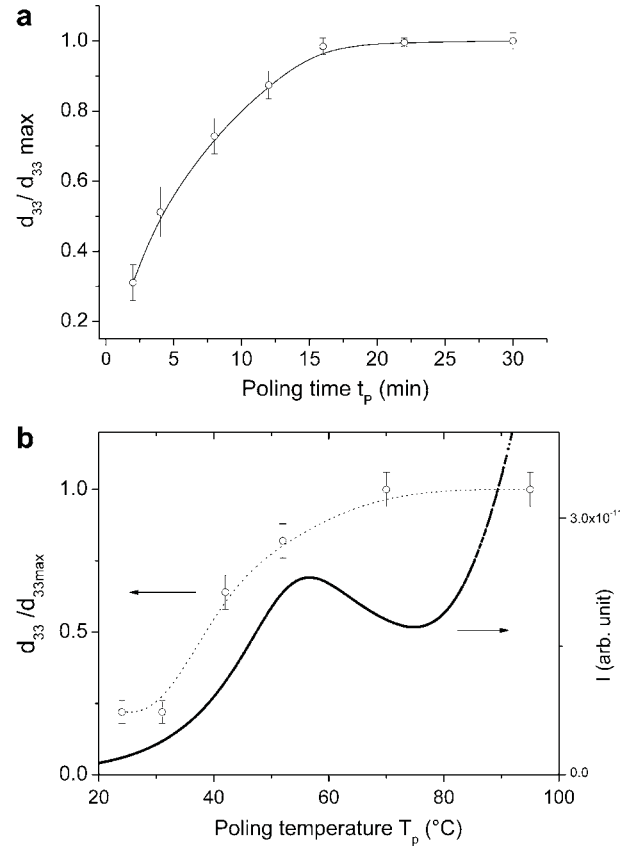 a
d33/ d33 max
1.0
0.8
0.6
0.4
0.2
0 5 10 15 20 25 30
Poling time tp (min)
b
d33 /d33max
1.0
0.5
0.0
3.0x10-11
0.0
I (arb. unit)
20 40 60 80 100
Poling temperature Tp (°C)